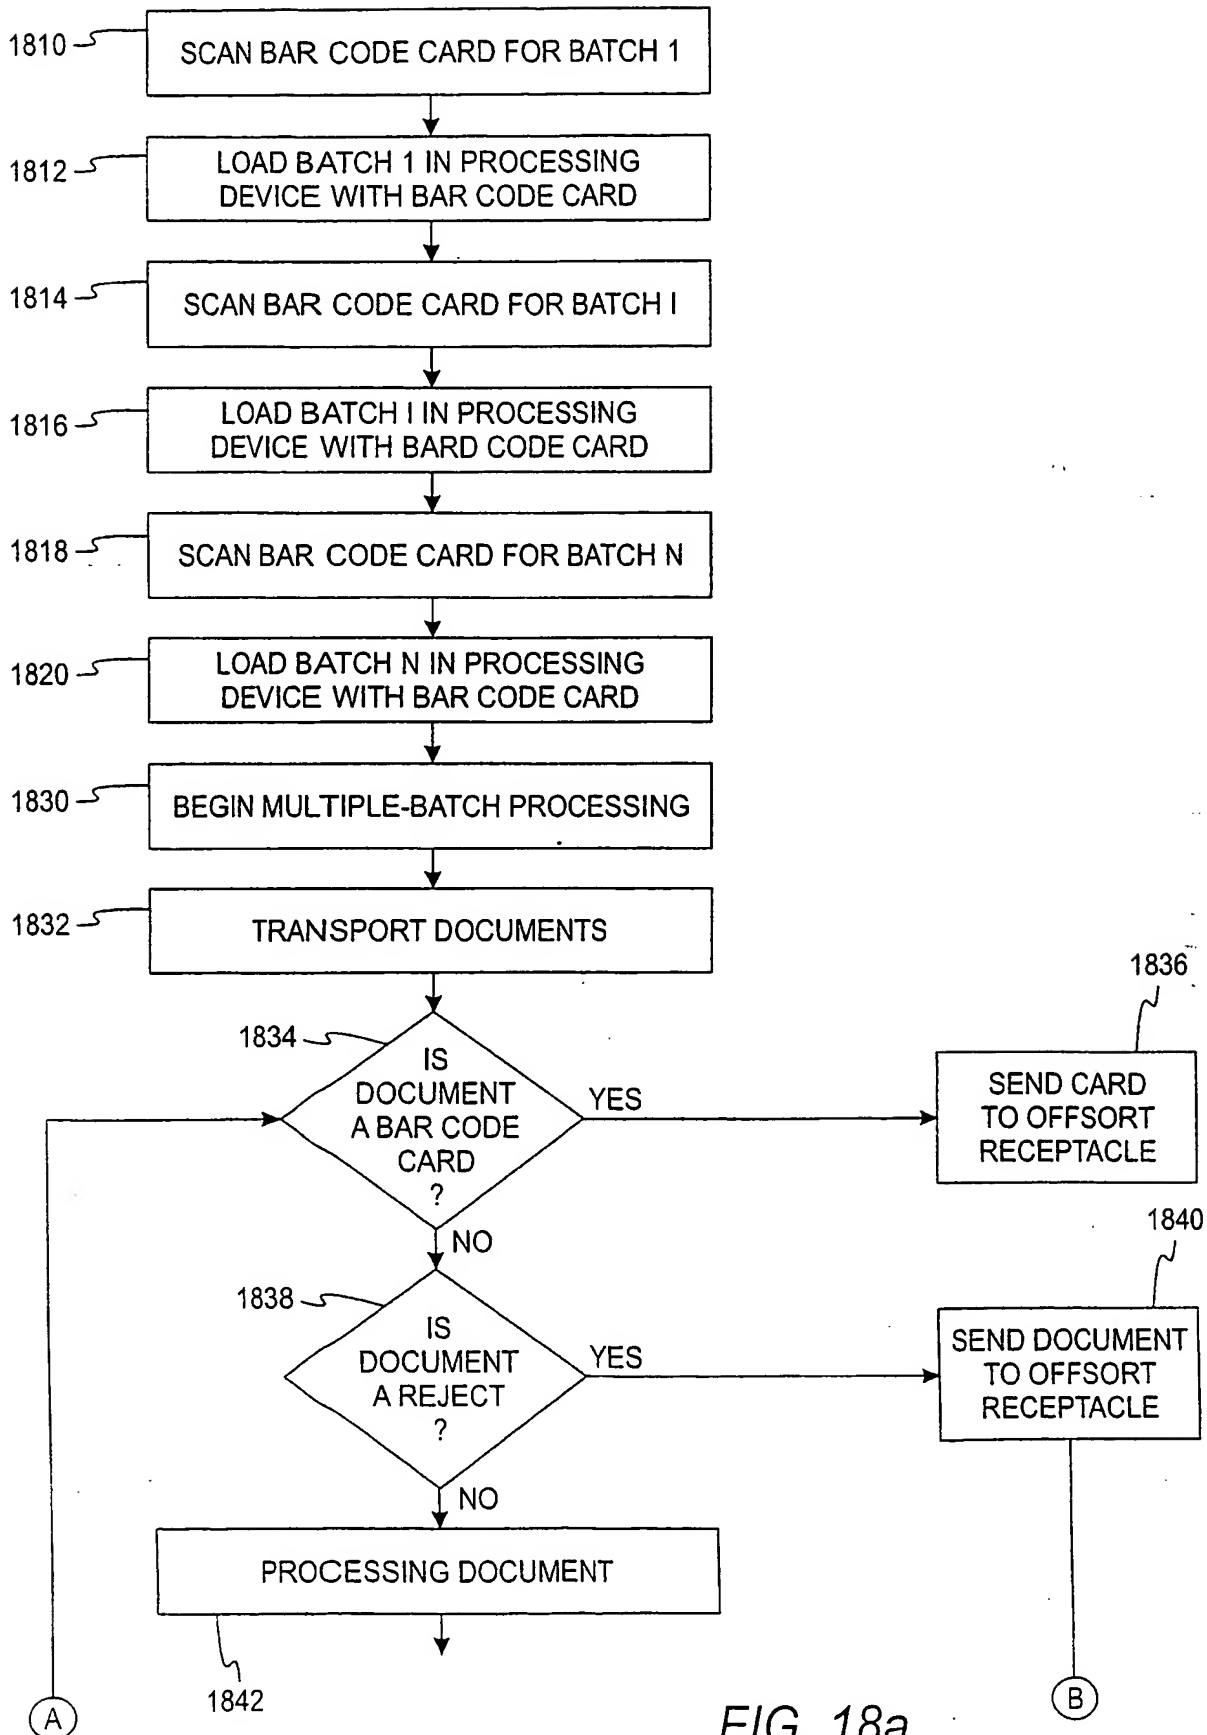 1810
SCAN BAR CODE CARD FOR BATCH 1
1812
LOAD BATCH 1 IN PROCESSING
DEVICE WITH BAR CODE CARD
1814
SCAN BAR CODE CARD FOR BATCH I
1816
LOAD BATCH I IN PROCESSING
DEVICE WITH BARD CODE CARD
1818
SCAN BAR CODE CARD FOR BATCH N
1820
LOAD BATCH N IN PROCESSING
DEVICE WITH BAR CODE CARD
1830
BEGIN MULTIPLE-BATCH PROCESSING
1832
TRANSPORT DOCUMENTS
1834
IS
DOCUMENT
A BAR CODE
CARD
?
YES
1836
SEND CARD
TO OFFSORT
RECEPTACLE
NO
1838
IS
DOCUMENT
A REJECT
?
YES
1840
SEND DOCUMENT
TO OFFSORT
RECEPTACLE
NO
PROCESSING DOCUMENT
1842
A
B
FIG. 18a